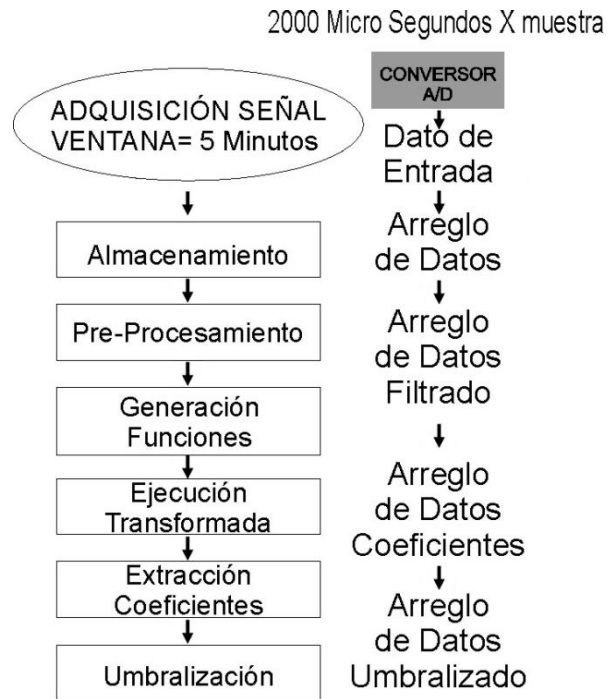 2000 Micro Segundos X muestra
ADQUISICIÓN SEÑAL
VENTANA= 5 Minutos
Almacenamiento
Pre-Procesamiento
Generación
Funciones
Ejecución
Transformada
Extracción
Coeficientes
Umbralización
CONVERSOR
A/D
Dato de
Entrada
Arreglo
de Datos
Arreglo
de Datos
Filtrado
Arreglo
de Datos
Coeficientes
Arreglo
de Datos
Umbralizado